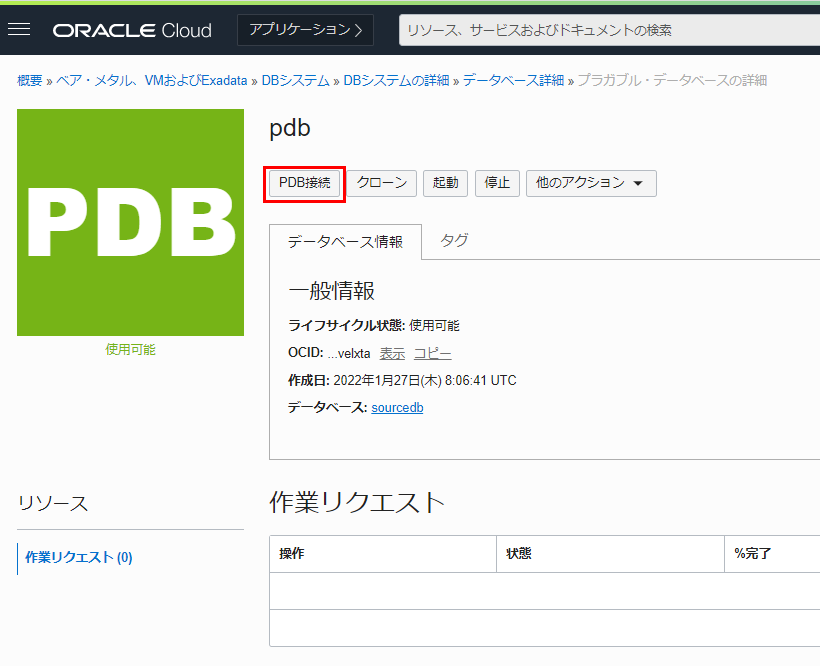 ORACLE Cloud アプリケーション リソース、サービスおよびドキュメントの検索
概要 » ベア・メタル、VMおよびExadata » DBシステム » DBシステムの詳細 » データベース詳細 » プラガブル・データベースの詳細
PDB
使用可能
pdb
PDB接続 クローン 起動 停止 他のアクション
データベース情報 タグ
一般情報
ライフサイクル状態: 使用可能
OCID: ...velxta 表示 コピー
作成日: 2022年1月27日(木) 8:06:41 UTC
データベース: sourcedb
リソース
作業リクエスト (0)
作業リクエスト
操作 状態 %完了